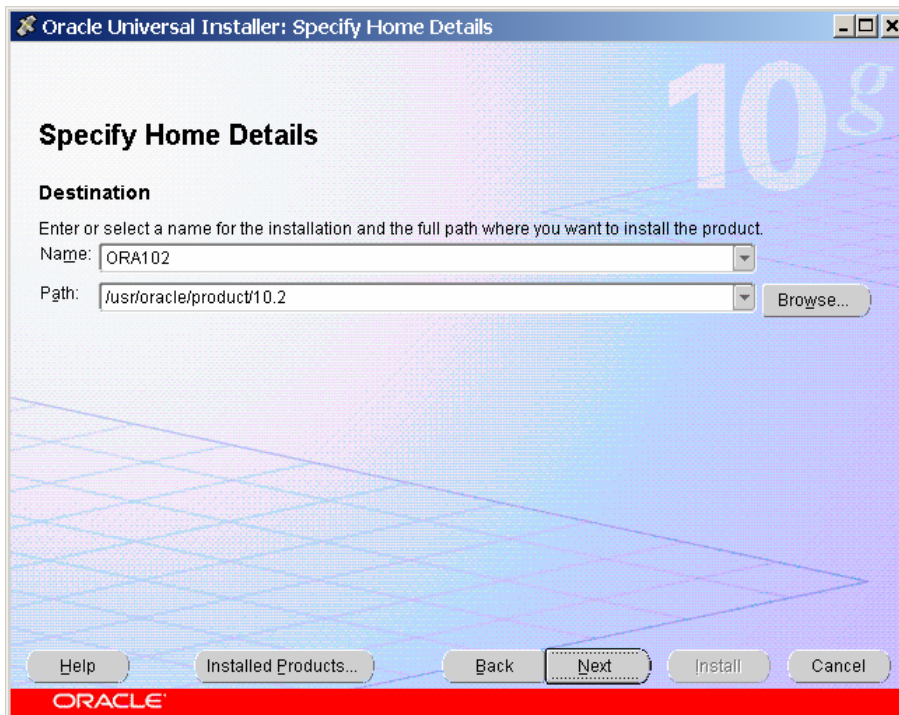 Oracle Universal Installer: Specify Home Details
10g
Specify Home Details
Destination
Enter or select a name for the installation and the full path where you want to install the product.
Name: ORA102
Path: /usr/oracle/product/10.2 Browse...
Help Installed Products... Back Next Install Cancel
ORACLE